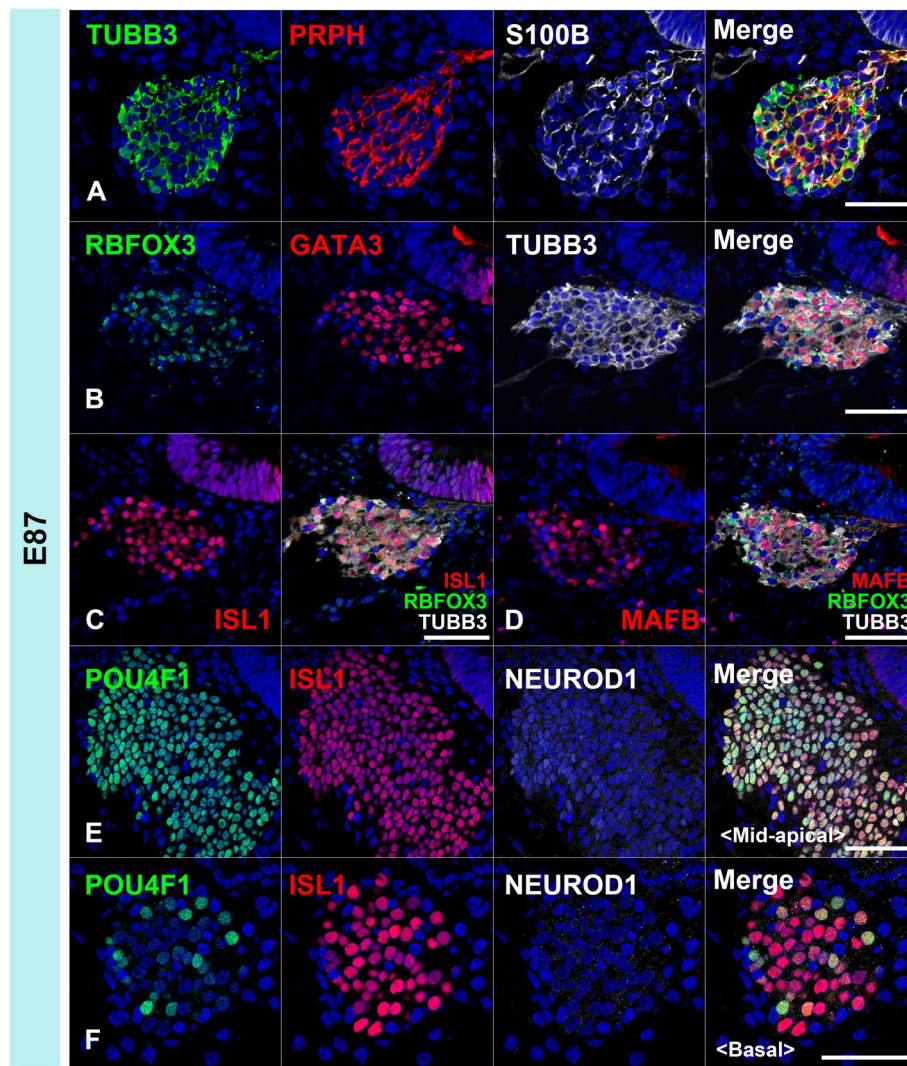 E87
TUBB3 PRPH S100B Merge
A
RBFOX3 GATA3 TUBB3 Merge
B
C ISL1
ISL1
RBFOX3
TUBB3
D MAFB
MAFB
RBFOX3
TUBB3
POU4F1 ISL1 NEUROD1 Merge
E <Mid-apical>
POU4F1 ISL1 NEUROD1 Merge
F <Basal>